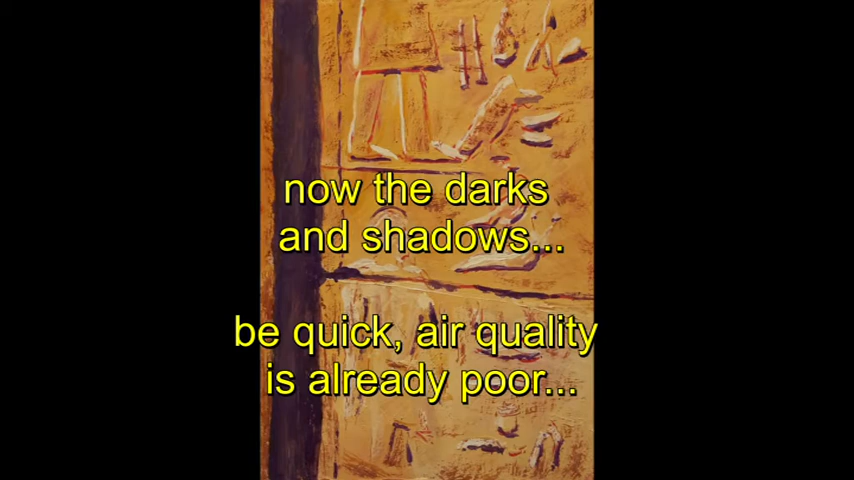 now the darks
and shadows...
be quick, air quality
is already poor...